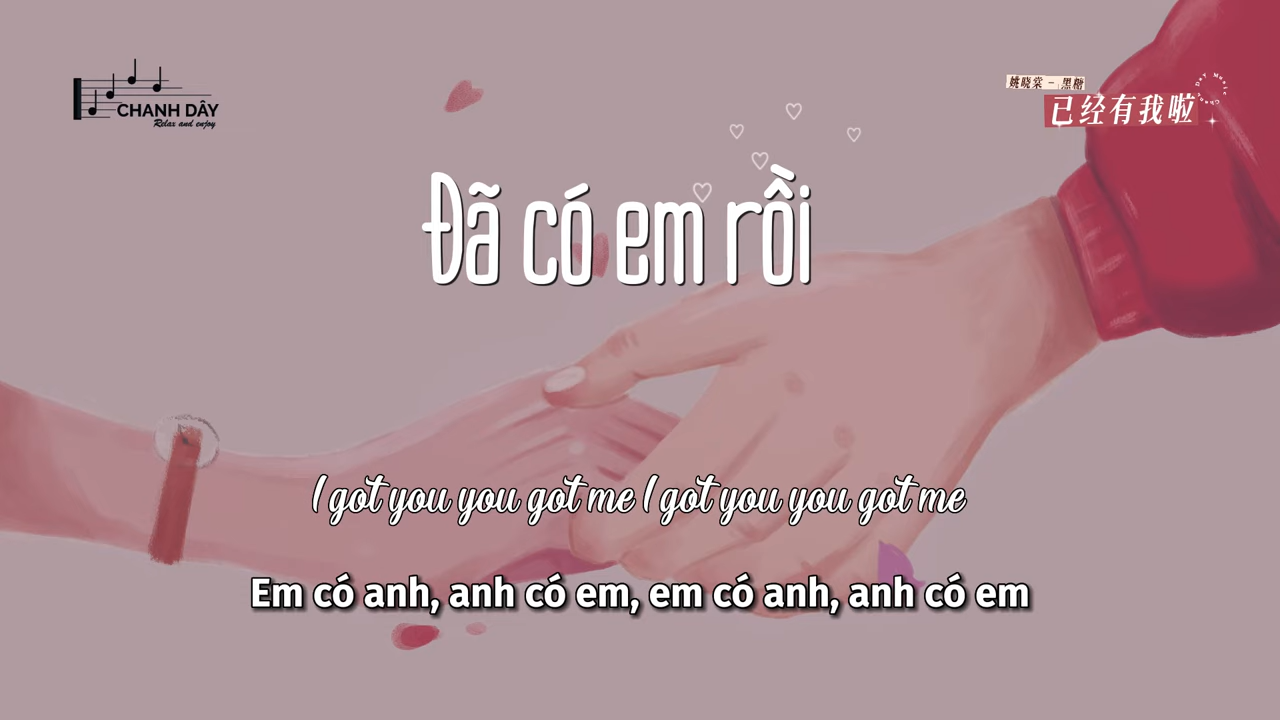 CHANH DÂY
Relax and enjoy
姚晓棠 - 黑糖
已经有我啦
Đã có em rồi
I got you you got me I got you you got me
Em có anh, anh có em, em có anh, anh có em